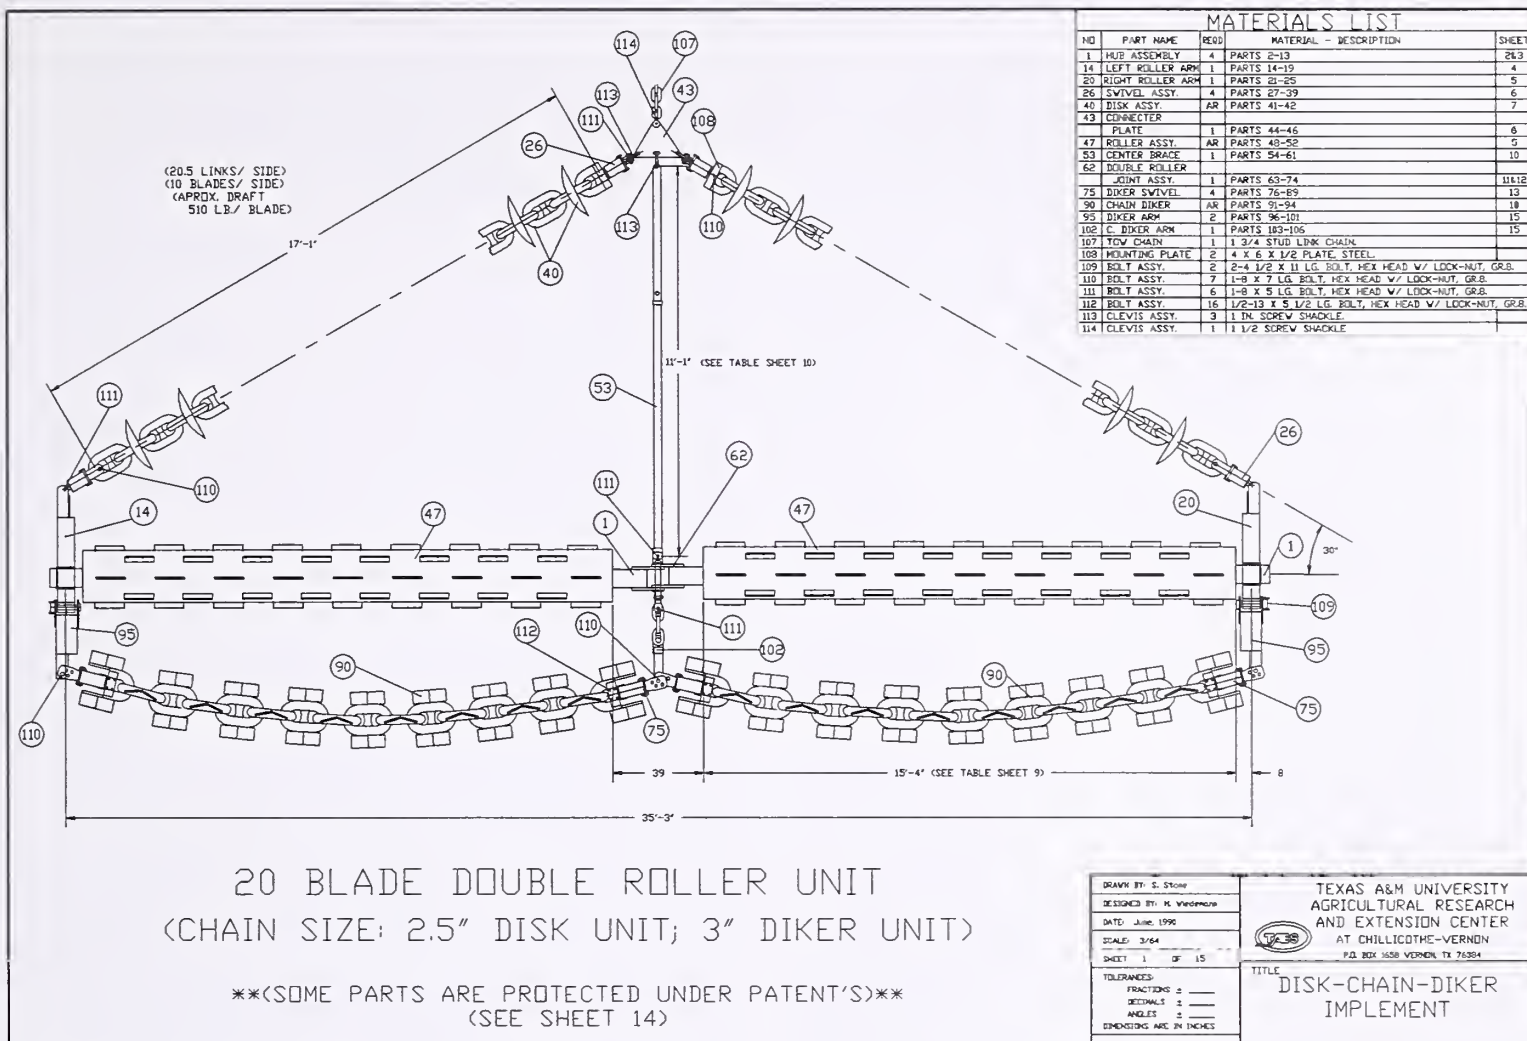 MATERIALS LIST
NO PART NAME REQD MATERIAL - DESCRIPTION SHEET
1 HUB ASSEMBLY 4 PARTS 2-13 2&3
14 LEFT ROLLER ARM 1 PARTS 14-19 4
20 RIGHT ROLLER ARM 1 PARTS 21-25 5
26 SWIVEL ASSY. 4 PARTS 27-39 6
40 DISK ASSY. AR PARTS 41-42 7
43 CONNECTER
PLATE 1 PARTS 44-46 8
47 ROLLER ASSY. AR PARTS 48-52 9
53 CENTER BRACE 1 PARTS 54-61 10
62 DOUBLE ROLLER
JOINT ASSY. 1 PARTS 63-74 11&12
75 DIKER SWIVEL 4 PARTS 76-89 13
90 CHAIN DIKER AR PARTS 91-94
95 DIKER ARM 2 PARTS 96-101 15
102 C. DIKER ARM 1 PARTS 103-106 15
107 TOW CHAIN 1 1 3/4 STUD LINK CHAIN.
108 MOUNTING PLATE 2 4 X 6 X 1/2 PLATE, STEEL.
109 BOLT ASSY. 2 2-4 1/2 X 11 LG. BOLT, HEX HEAD W/ LOCK-NUT, GR.8.
110 BOLT ASSY. 7 1-8 X 7 LG. BOLT, HEX HEAD W/ LOCK-NUT, GR.8.
111 BOLT ASSY. 6 1-8 X 5 LG. BOLT, HEX HEAD W/ LOCK-NUT, GR.8.
112 BOLT ASSY. 16 1/2-13 X 5 1/2 LG. BOLT, HEX HEAD W/ LOCK-NUT, GR.8.
113 CLEVIS ASSY. 3 1 IN. SCREW SHACKLE.
114 CLEVIS ASSY. 1 1 1/2 SCREW SHACKLE
114
107
113
43
111
108
26
(20.5 LINKS/ SIDE)
(10 BLADES/ SIDE)
(APROX. DRAFT
510 LB./ BLADE)
17'-1"
113
110
40
11'-1" (SEE TABLE SHEET 10)
53
111
26
62
110
111
14
47
1
47
20
1
30°
109
95
112
110
111
102
95
90
90
110
75
75
39
15'-4" (SEE TABLE SHEET 9)
8
35'-3"
20 BLADE DOUBLE ROLLER UNIT
(CHAIN SIZE: 2.5" DISK UNIT; 3" DIKER UNIT)
**(SOME PARTS ARE PROTECTED UNDER PATENT'S)**
(SEE SHEET 14)
DRAWN BY: S. Stone
DESIGNED BY: H. Wiedemann
DATE: June, 1990
SCALE: 3/64
SHEET 1 OF 15
TOLERANCES:
FRACTIONS ±
DECIMALS ±
ANGLES ±
DIMENSIONS ARE IN INCHES
TAES
TEXAS A&M UNIVERSITY
AGRICULTURAL RESEARCH
AND EXTENSION CENTER
AT CHILLICOTHE-VERNON
P.O. BOX 1658 VERNON, TX 76384
TITLE
DISK-CHAIN-DIKER
IMPLEMENT